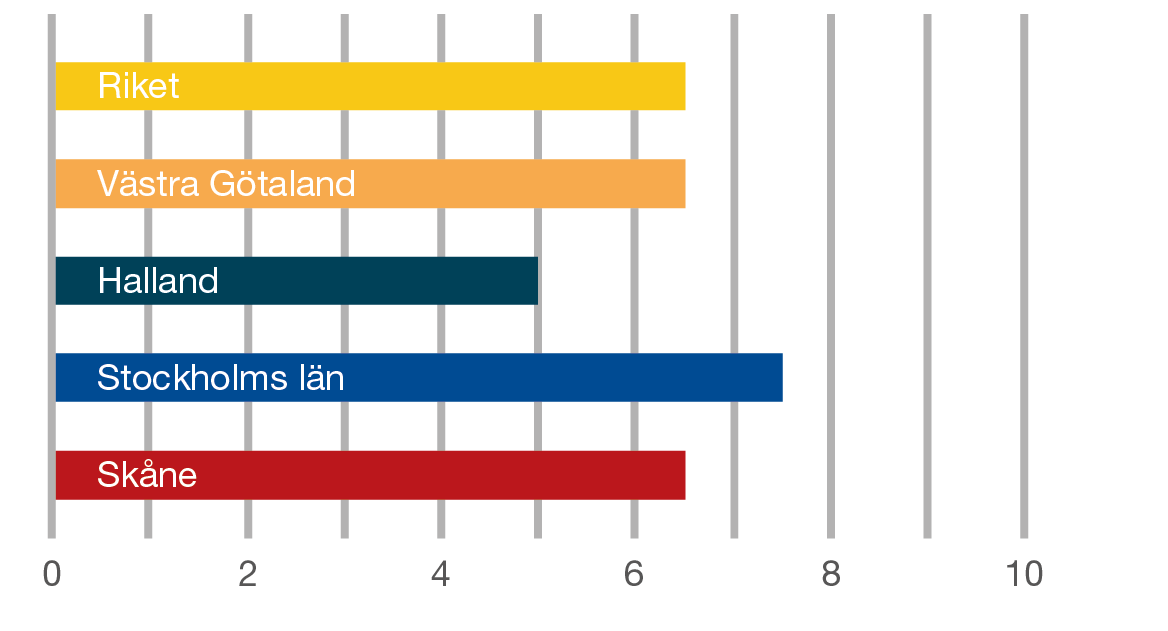 Riket
Västra Götaland
Halland
Stockholms län
Skåne
0 2 4 6 8 10